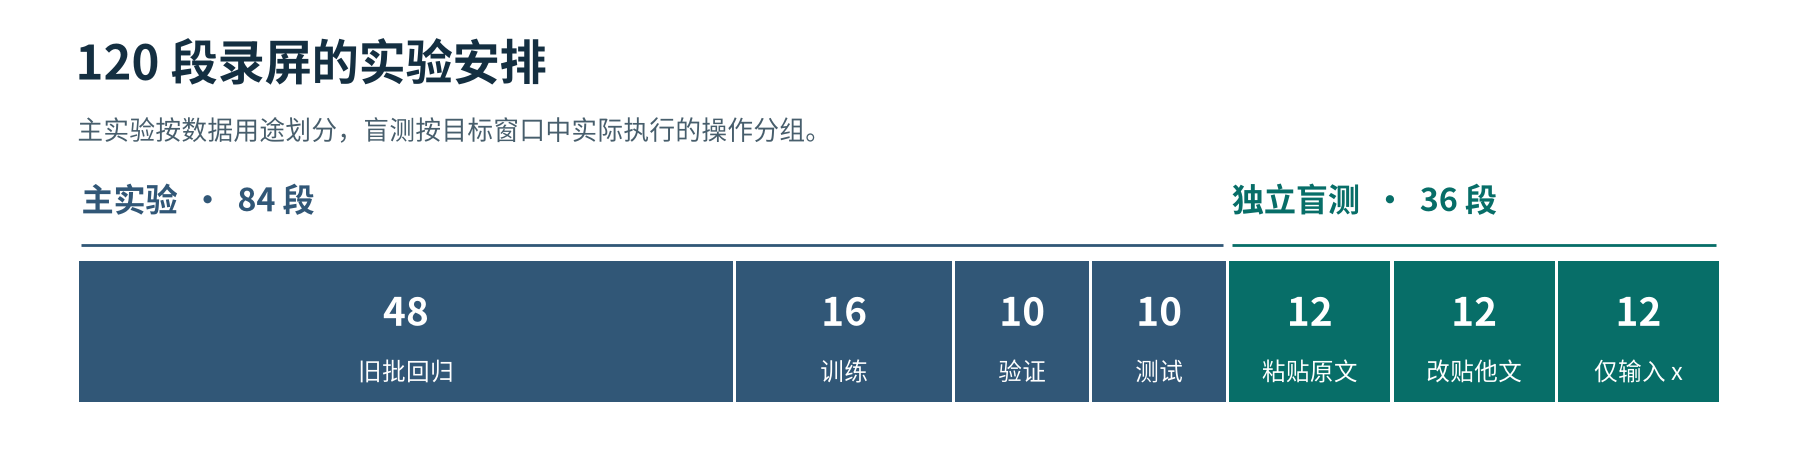 120 段录屏的实验安排
主实验按数据用途划分，盲测按目标窗口中实际执行的操作分组。
主实验 · 84 段
独立盲测 · 36 段
48
旧批回归
16
训练
10
验证
10
测试
12
粘贴原文
12
改贴他文
12
仅输入 x